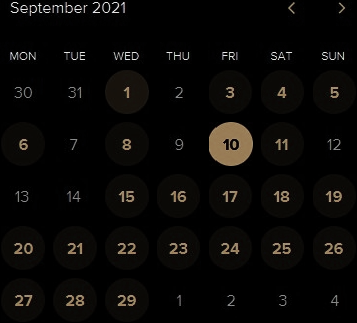 September 2021
MON TUE WED THU FRI SAT SUN
30 31 1 2 3 4 5
6 7 8 9 10 11 12
13 14 15 16 17 18 19
20 21 22 23 24 25 26
27 28 29 1 2 3 4